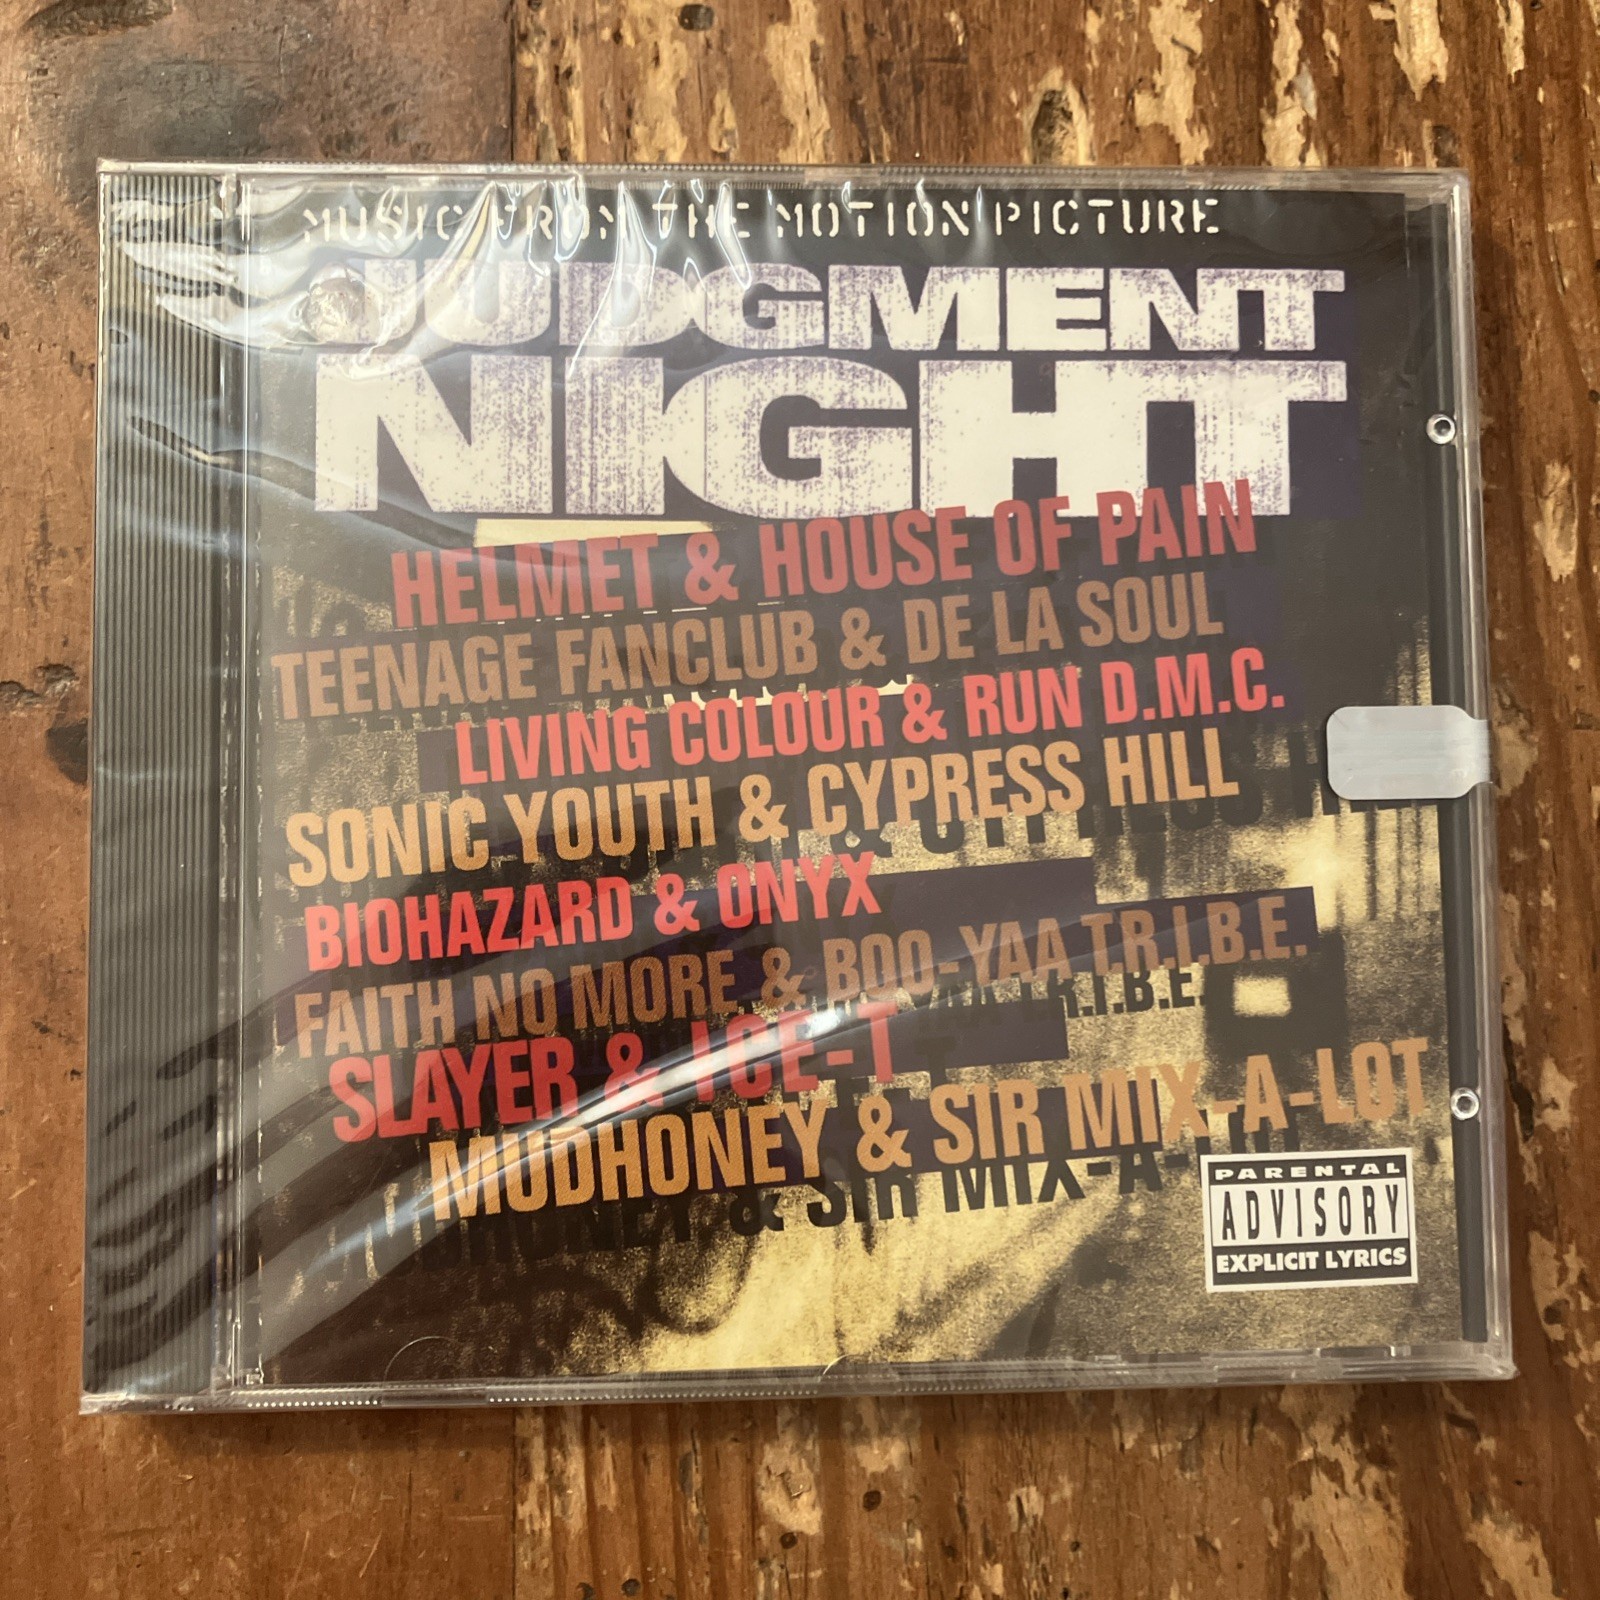 MUSIC FROM THE MOTION PICTURE
JUDGMENT
NIGHT
HELMET & HOUSE OF PAIN
TEENAGE FANCLUB & DE LA SOUL
LIVING COLOUR & RUN D.M.C.
SONIC YOUTH & CYPRESS HILL
BIOHAZARD & ONYX
FAITH NO MORE & BOO-YAA T.R.I.B.E.
SLAYER & ICE-T
MUDHONEY & SIR MIX-A-LOT
PARENTAL
ADVISORY
EXPLICIT LYRICS